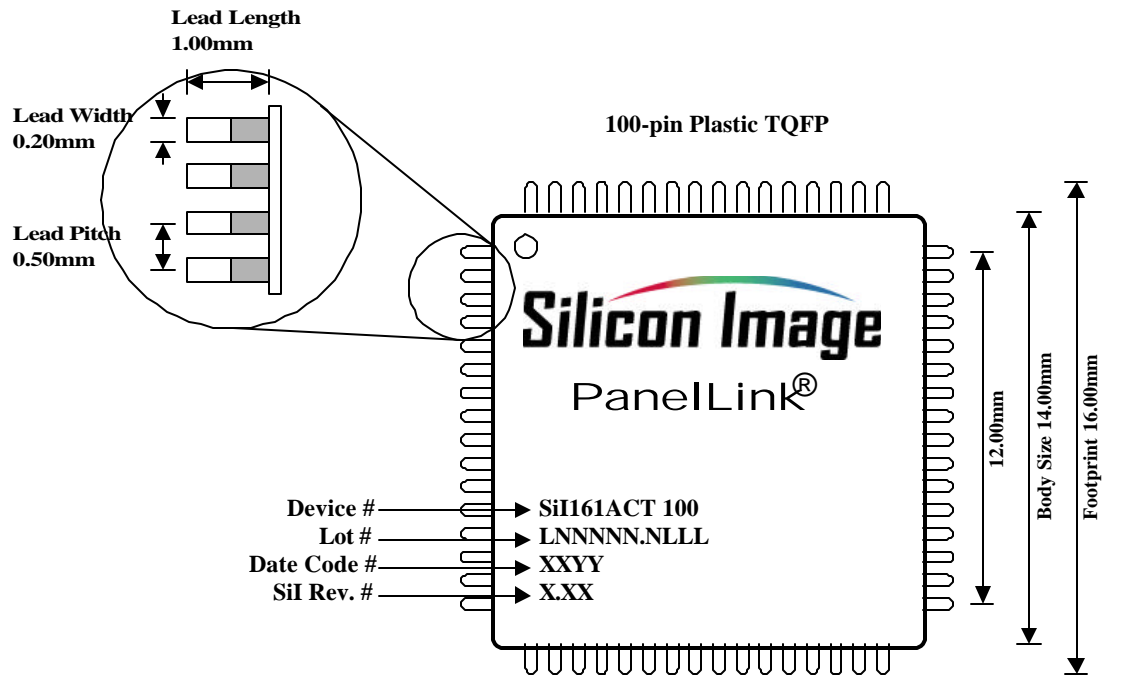 Lead Length
1.00mm
Lead Width
0.20mm
100-pin Plastic TQFP
Lead Pitch
0.50mm
Silicon Image
PanelLink®
12.00mm
Body Size 14.00mm
Footprint 16.00mm
Device # SiI161ACT 100
Lot # LNNNNN.NLLL
Date Code # XXYY
SiI Rev. # X.XX